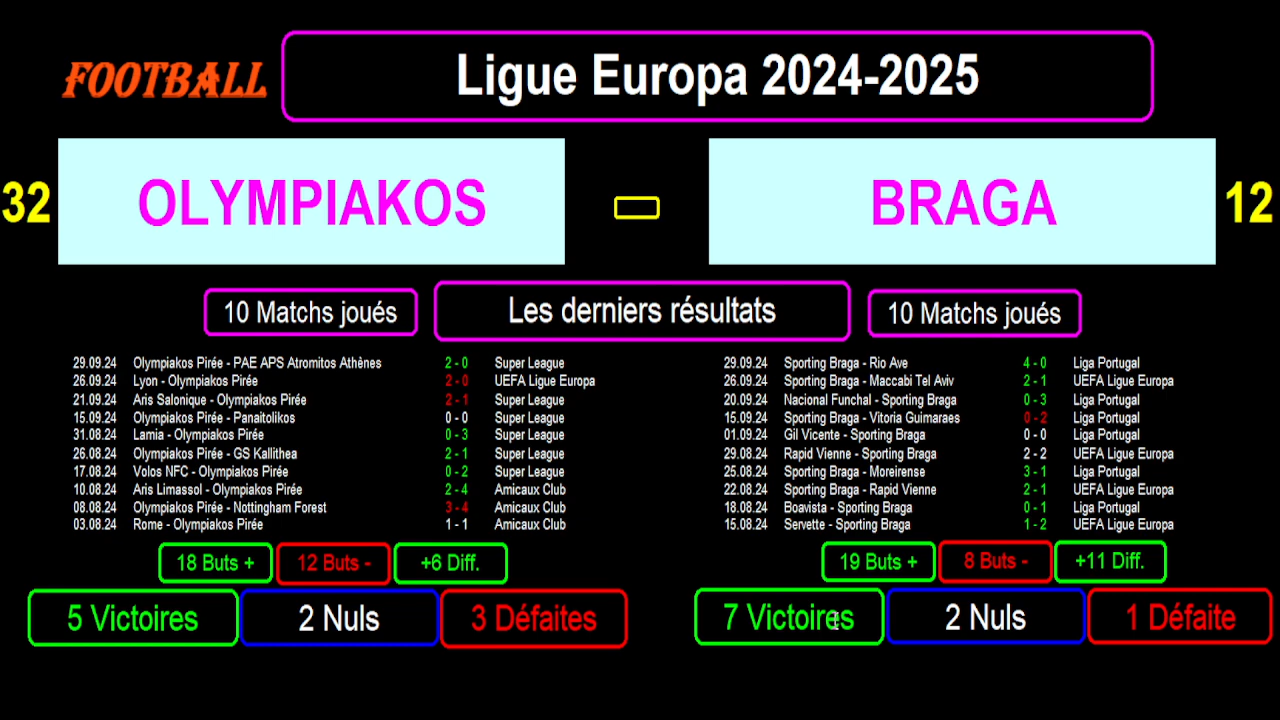 FOOTBALL
Ligue Europa 2024-2025
32 OLYMPIAKOS - BRAGA 12
10 Matchs joués Les derniers résultats 10 Matchs joués
29.09.24 Olympiakos Pirée - PAE APS Atromitos Athènes 2 - 0 Super League
26.09.24 Lyon - Olympiakos Pirée 2 - 0 UEFA Ligue Europa
21.09.24 Aris Salonique - Olympiakos Pirée 2 - 1 Super League
15.09.24 Olympiakos Pirée - Panaitolikos 0 - 0 Super League
31.08.24 Lamia - Olympiakos Pirée 0 - 3 Super League
26.08.24 Olympiakos Pirée - GS Kallithea 2 - 1 Super League
17.08.24 Volos NFC - Olympiakos Pirée 0 - 2 Super League
10.08.24 Aris Limassol - Olympiakos Pirée 2 - 4 Amicaux Club
08.08.24 Olympiakos Pirée - Nottingham Forest 3 - 4 Amicaux Club
03.08.24 Rome - Olympiakos Pirée 1 - 1 Amicaux Club
29.09.24 Sporting Braga - Rio Ave 4 - 0 Liga Portugal
26.09.24 Sporting Braga - Maccabi Tel Aviv 2 - 1 UEFA Ligue Europa
20.09.24 Nacional Funchal - Sporting Braga 0 - 3 Liga Portugal
15.09.24 Sporting Braga - Vitoria Guimaraes 0 - 2 Liga Portugal
01.09.24 Gil Vicente - Sporting Braga 0 - 0 Liga Portugal
29.08.24 Rapid Vienne - Sporting Braga 2 - 2 UEFA Ligue Europa
25.08.24 Sporting Braga - Moreirense 3 - 1 Liga Portugal
22.08.24 Sporting Braga - Rapid Vienne 2 - 1 UEFA Ligue Europa
18.08.24 Boavista - Sporting Braga 0 - 1 Liga Portugal
15.08.24 Servette - Sporting Braga 1 - 2 UEFA Ligue Europa
18 Buts + 12 Buts - +6 Diff.
5 Victoires 2 Nuls 3 Défaites
19 Buts + 8 Buts - +11 Diff.
7 Victoires 2 Nuls 1 Défaite